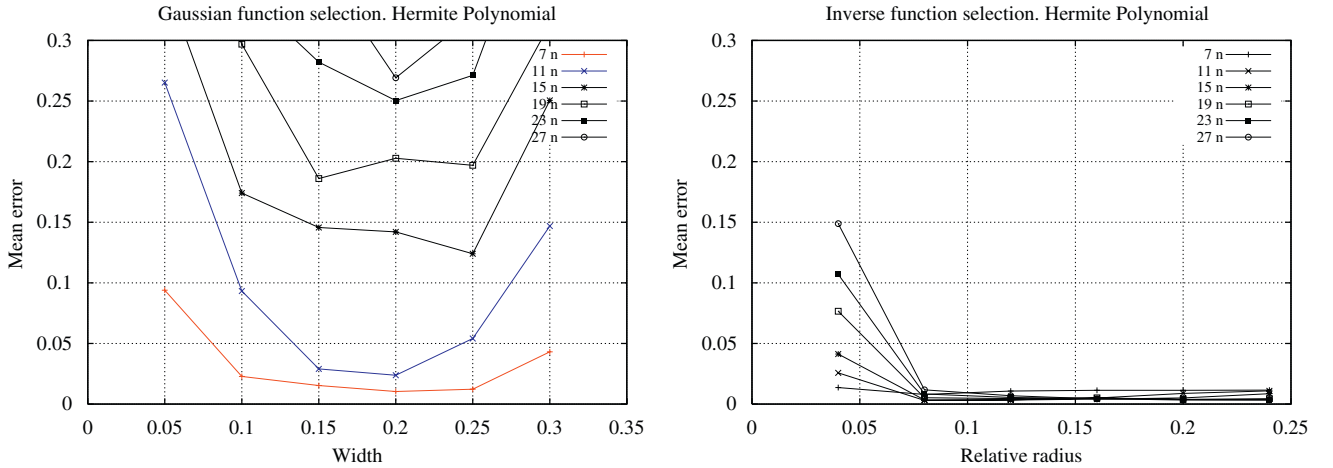 Gaussian function selection. Hermite Polynomial
0.3
0.25
0.2
0.15
0.1
0.05
0
Mean error
0
0.05
0.1
0.15
0.2
0.25
0.3
0.35
Width
7 n
11 n
15 n
19 n
23 n
27 n
Inverse function selection. Hermite Polynomial
0.3
0.25
0.2
0.15
0.1
0.05
0
Mean error
0
0.05
0.1
0.15
0.2
0.25
Relative radius
7 n
11 n
15 n
19 n
23 n
27 n